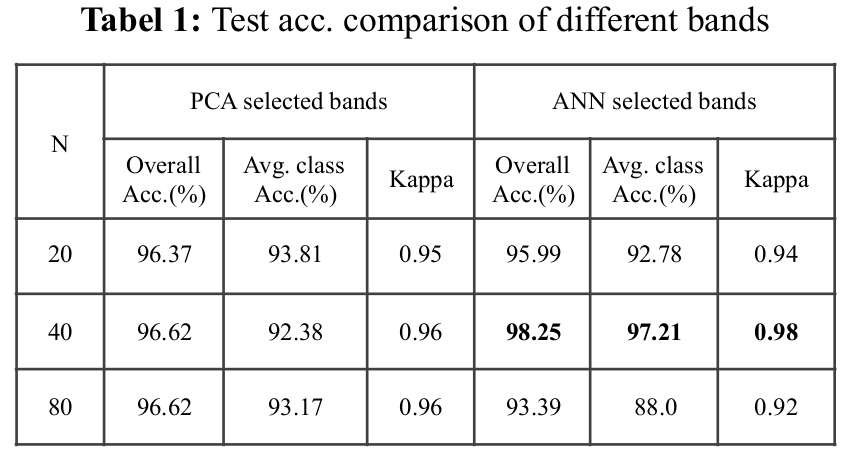 Tabel 1: Test acc. comparison of different bands
N
PCA selected bands
ANN selected bands
Overall
Acc.(%)
Avg. class
Acc.(%)
Kappa
Overall
Acc.(%)
Avg. class
Acc.(%)
Kappa
20 96.37 93.81 0.95 95.99 92.78 0.94
40 96.62 92.38 0.96 98.25 97.21 0.98
80 96.62 93.17 0.96 93.39 88.0 0.92